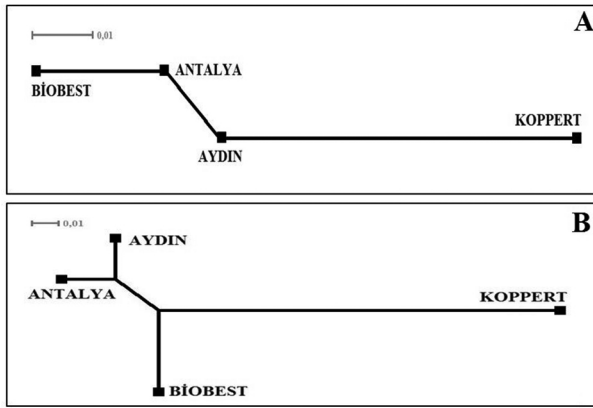 A
0,01
ANTALYA
BİOBEST
KOPPERT
AYDIN
B
0,01
AYDIN
ANTALYA
KOPPERT
BİOBEST